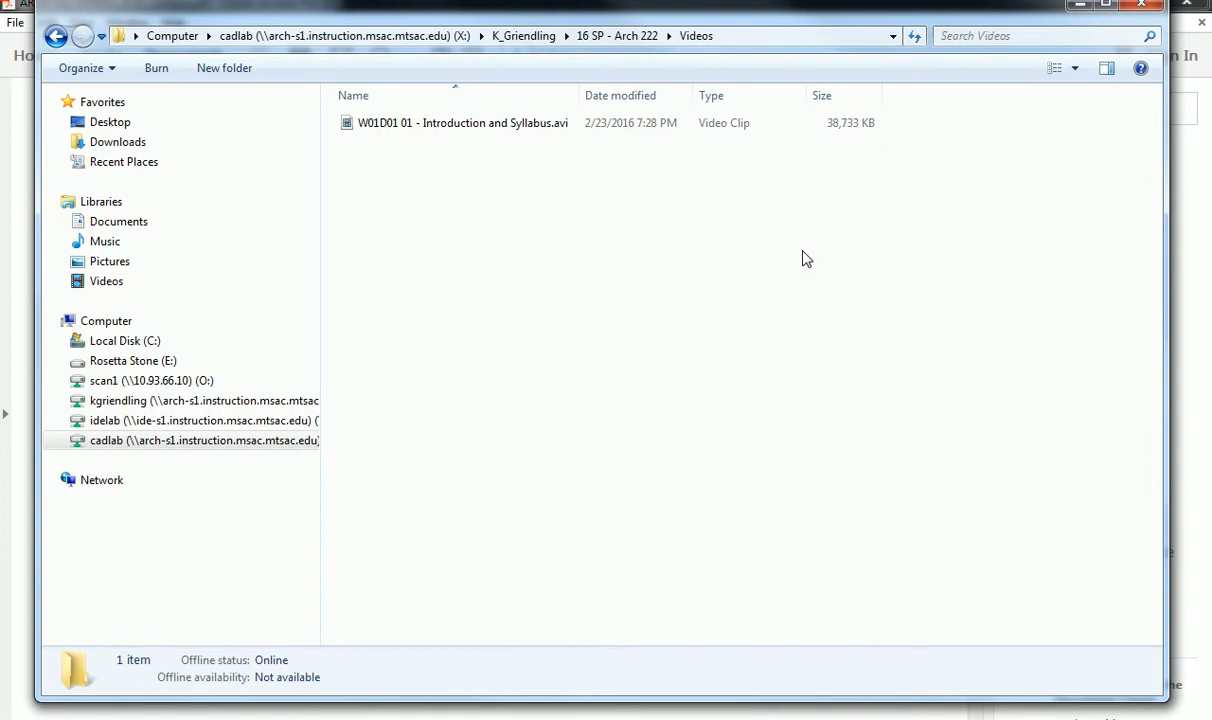 AR
File
Ho
n In
Computer cadlab (\\arch-s1.instruction.msac.mtsac.edu) (X:) K_Griendling 16 SP - Arch 222 Videos Search Videos
Organize Burn New folder
Name Date modified Type Size
W01D01 01 - Introduction and Syllabus.avi 2/23/2016 7:28 PM Video Clip 38,733 KB
Favorites
Desktop
Downloads
Recent Places
Libraries
Documents
Music
Pictures
Videos
Computer
Local Disk (C:)
Rosetta Stone (E:)
scan1 (\\10.93.66.10) (O:)
kgriendling (\\arch-s1.instruction.msac.mtsac
idelab (\\ide-s1.instruction.msac.mtsac.edu) (
cadlab (\\arch-s1.instruction.msac.mtsac.edu)
Network
1 item Offline status: Online
Offline availability: Not available